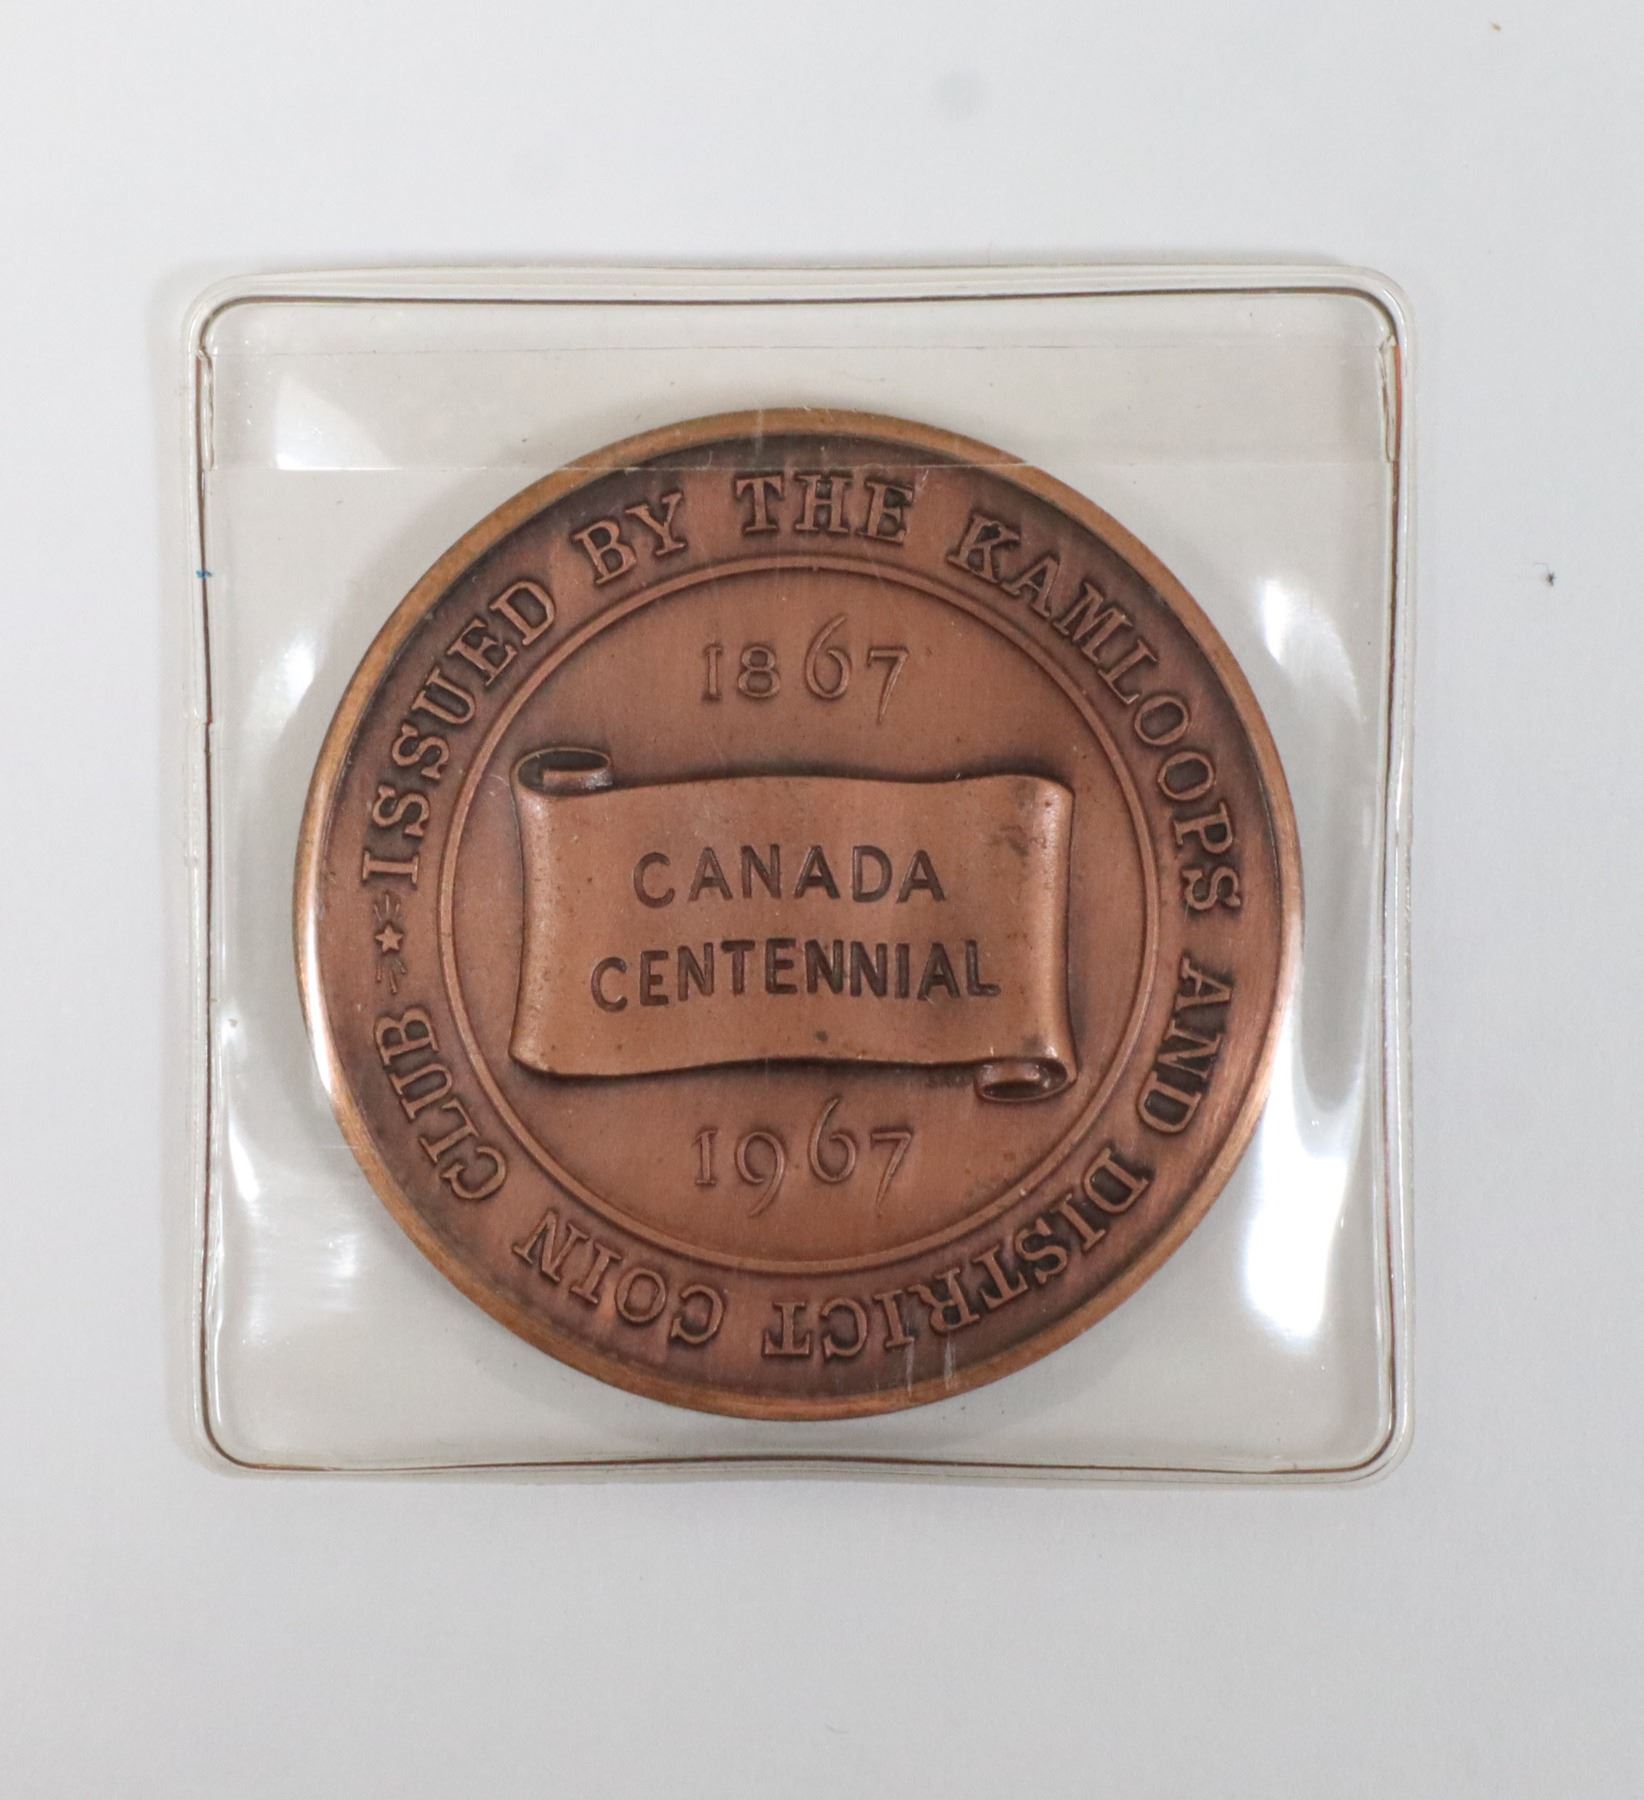 ISSUED BY THE KAMLOOPS AND DISTRICT COIN CLUB
1867
CANADA
CENTENNIAL
1967